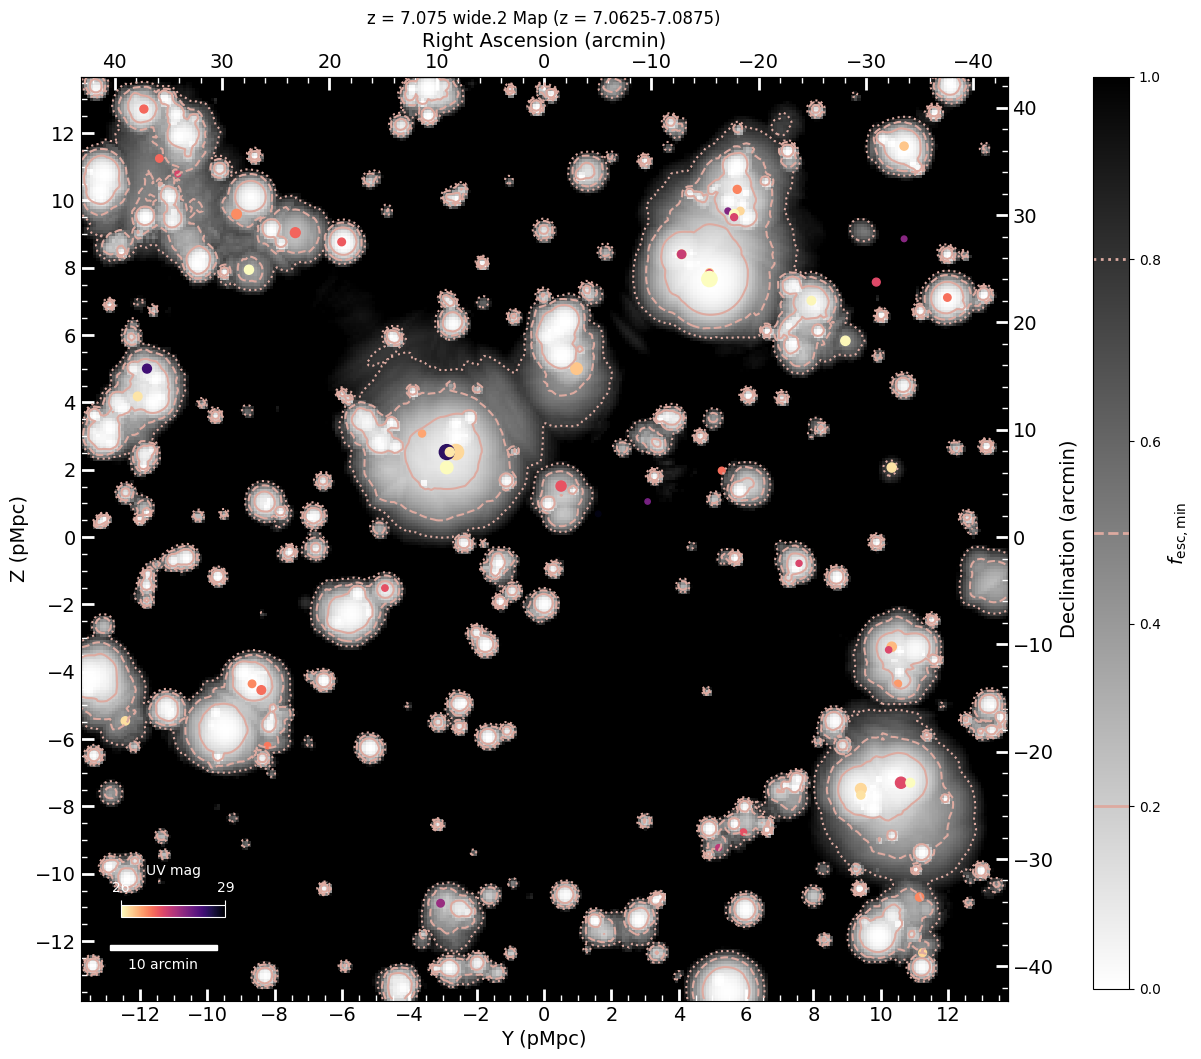 z = 7.075 wide.2 Map (z = 7.0625-7.0875)
Right Ascension (arcmin)
40 30 20 10 0 −10 −20 −30 −40
12
10
8
6
4
2
0
−2
−4
−6
−8
−10
−12
Z (pMpc)
40
30
20
10
0
−10
−20
−30
−40
Declination (arcmin)
UV mag
26 29
10 arcmin
−12 −10 −8 −6 −4 −2 0 2 4 6 8 10 12
Y (pMpc)
1.0
0.8
0.6
0.4
0.2
0.0
fesc,min